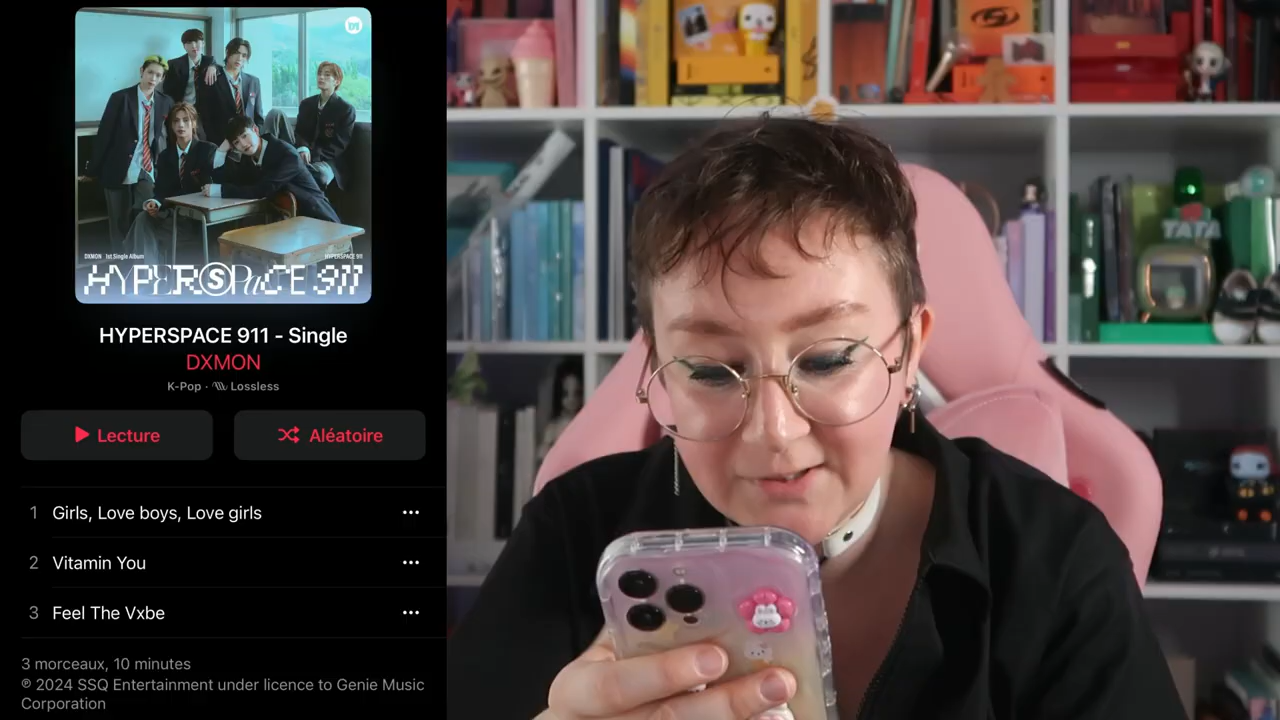 DXMON 1st Single Album
HYPERSPACE 911
HYPERSPACE 911
HYPERSPACE 911 - Single
DXMON
K-Pop · Lossless
Lecture
Aléatoire
1 Girls, Love boys, Love girls
2 Vitamin You
3 Feel The Vxbe
3 morceaux, 10 minutes
℗ 2024 SSQ Entertainment under licence to Genie Music
Corporation
TATA